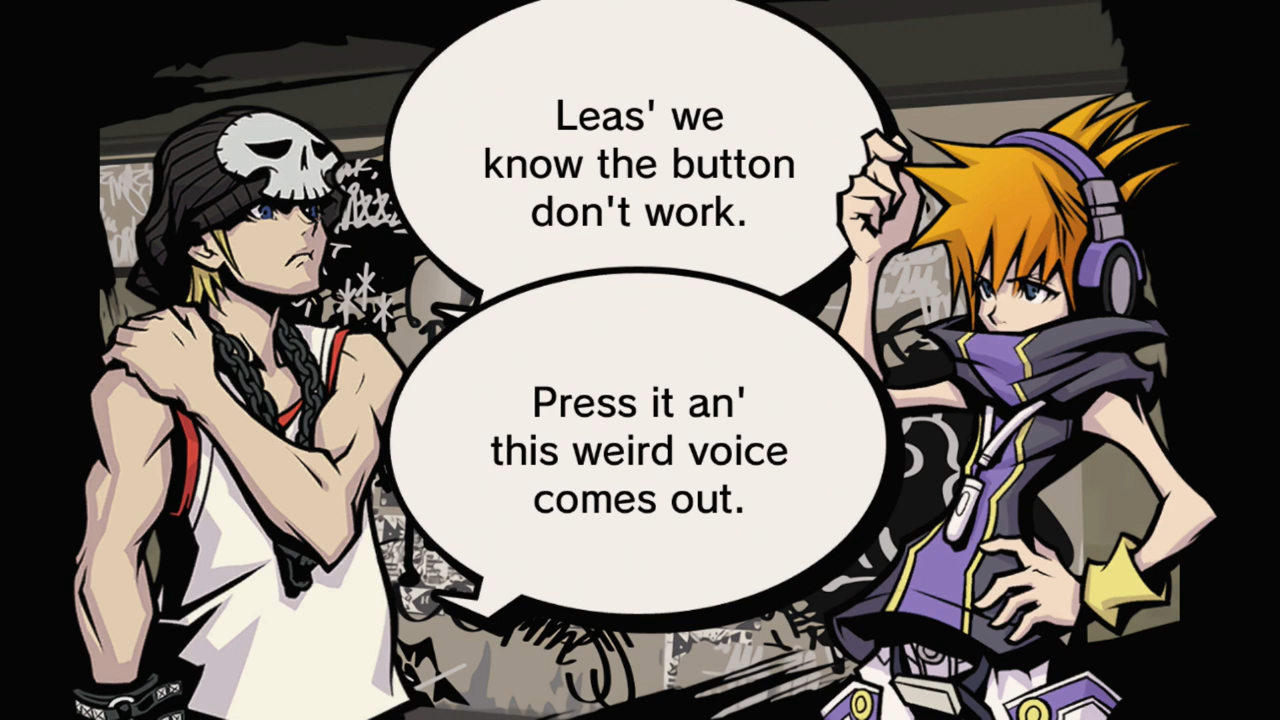 Leas' we
know the button
don't work.
Press it an'
this weird voice
comes out.